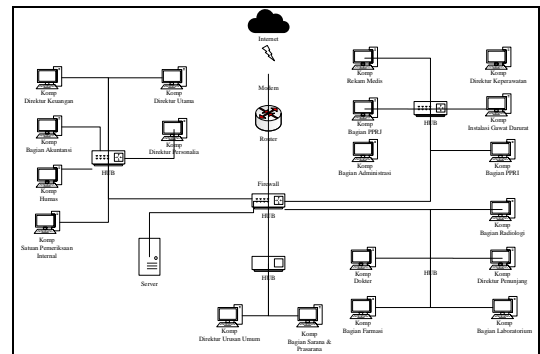 Internet
Modem
Router
Firewall
HUB
Server
HUB
Komp
Direktur Urusan Umum
Komp
Bagian Sarana &
Prasarana
Komp
Direktur Keuangan
Komp
Direktur Utama
Komp
Bagian Akuntansi
Komp
Direktur Personalia
HUB
Komp
Humas
Komp
Satuan Pemeriksaan
Internal
Komp
Rekam Medis
Komp
Direktur Keperawatan
Komp
Bagian PPRJ
HUB
Komp
Instalasi Gawat Darurat
Komp
Bagian Administrasi
Komp
Bagian PPRI
Komp
Bagian Radiologi
Komp
Dokter
HUB
Komp
Direktur Penunjang
Komp
Bagian Farmasi
Komp
Bagian Laboratorium